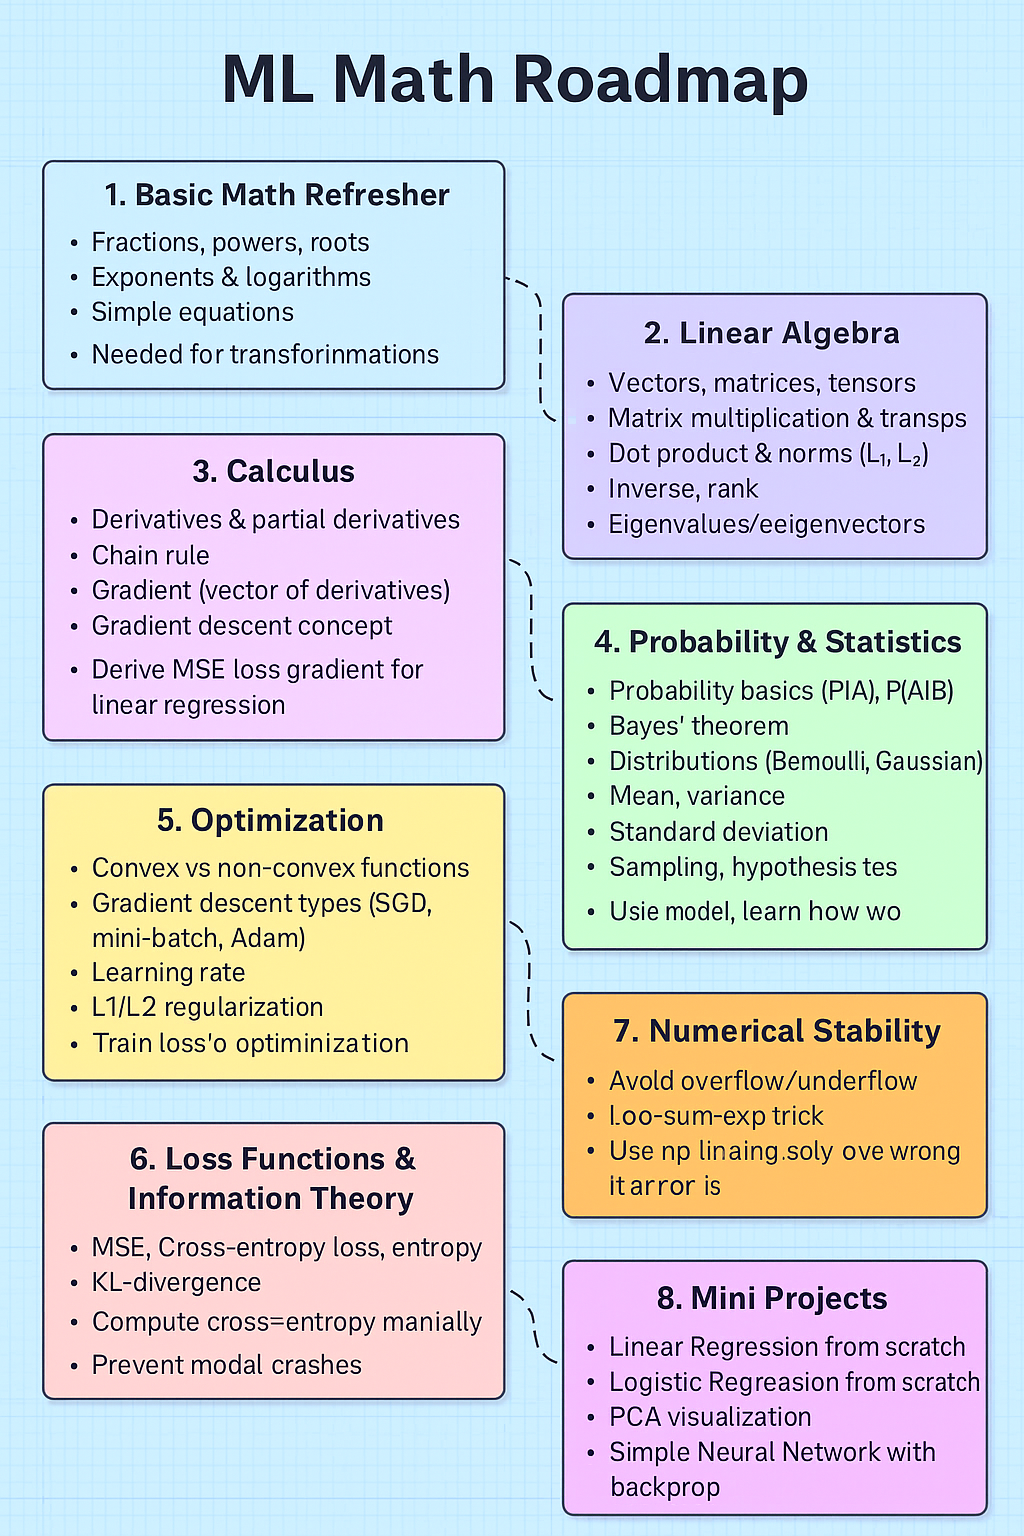 ML Math Roadmap
1. Basic Math Refresher
• Fractions, powers, roots
• Exponents & logarithms
• Simple equations
• Needed for transforinmations
2. Linear Algebra
• Vectors, matrices, tensors
• Matrix multiplication & transps
• Dot product & norms (L₁, L₂)
• Inverse, rank
• Eigenvalues/eeigenvectors
3. Calculus
• Derivatives & partial derivatives
• Chain rule
• Gradient (vector of derivatives)
• Gradient descent concept
• Derive MSE loss gradient for
linear regression
4. Probability & Statistics
• Probability basics (PIA), P(AIB)
• Bayes' theorem
• Distributions (Bemoulli, Gaussian)
• Mean, variance
• Standard deviation
• Sampling, hypothesis tes
• Usie model, learn how wo
5. Optimization
• Convex vs non-convex functions
• Gradient descent types (SGD,
mini-batch, Adam)
• Learning rate
• L1/L2 regularization
• Train loss'o optiminization
6. Loss Functions &
Information Theory
• MSE, Cross-entropy loss, entropy
• KL-divergence
• Compute cross=entropy manially
• Prevent modal crashes
7. Numerical Stability
• Avold overflow/underflow
• l.oo-sum-exp trick
• Use np linaing.soly ove wrong
it arror is
8. Mini Projects
• Linear Regression from scratch
• Logistic Regreasion from scratch
• PCA visualization
• Simple Neural Network with
backprop